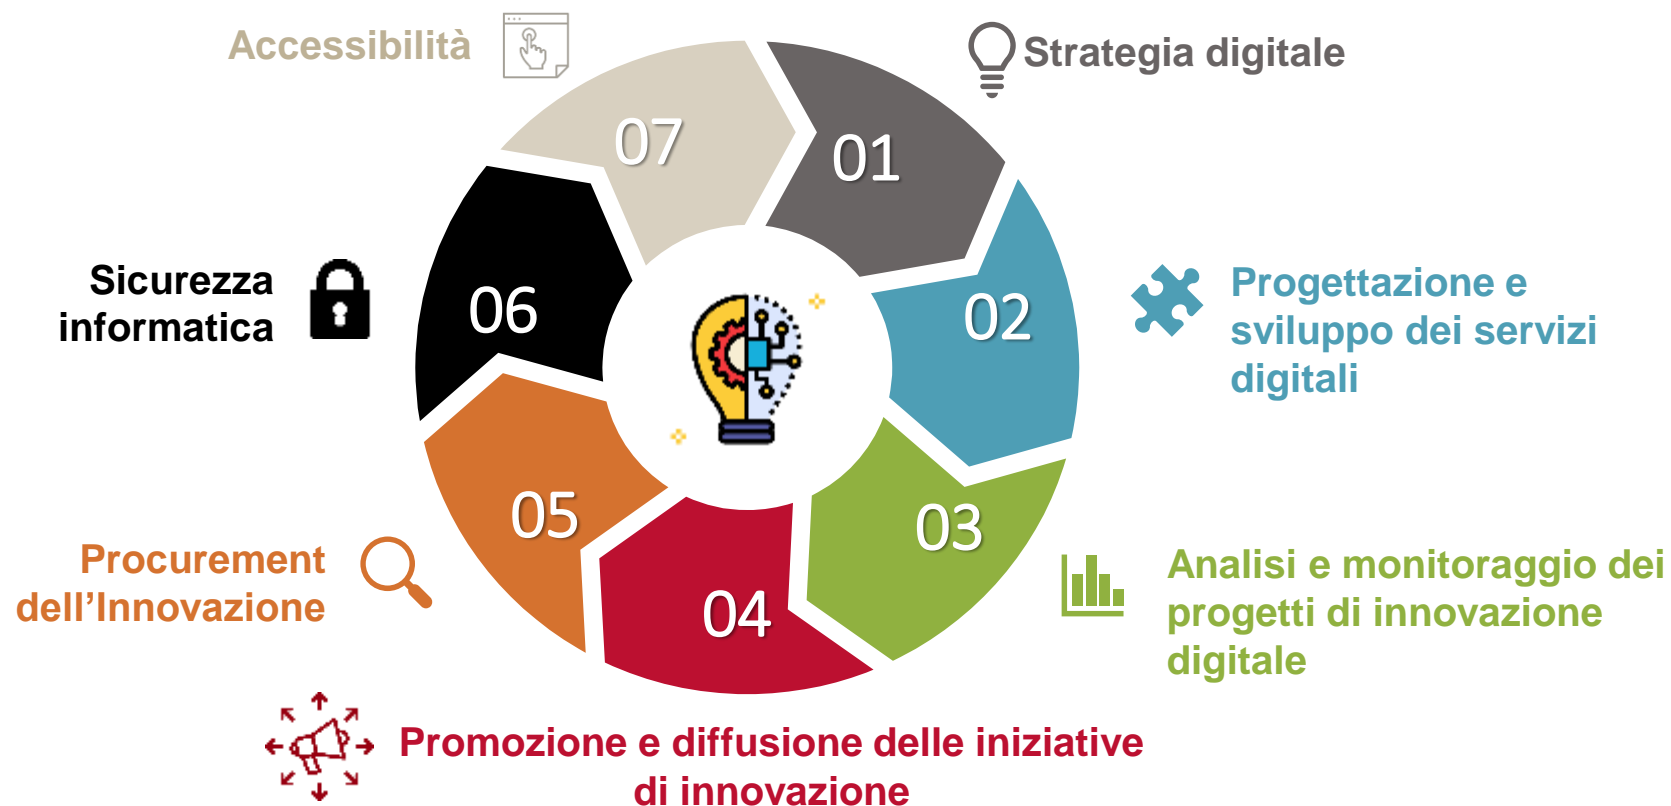 Accessibilità
Strategia digitale
07
01
Sicurezza
informatica
06
02
Progettazione e
sviluppo dei servizi
digitali
05
03
Procurement
dell’Innovazione
04
Analisi e monitoraggio dei
progetti di innovazione
digitale
Promozione e diffusione delle iniziative
di innovazione